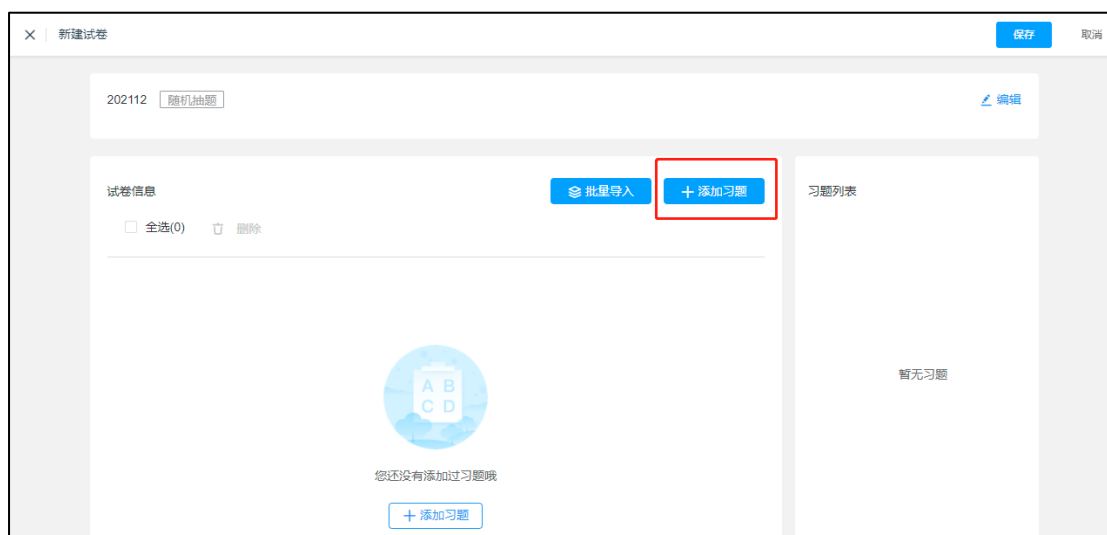 新建试卷
保存 取消
202112 随机抽题
编辑
试卷信息
批量导入 添加习题
全选(0) 删除
习题列表
暂无习题
A B
C D
您还没有添加过习题哦
添加习题